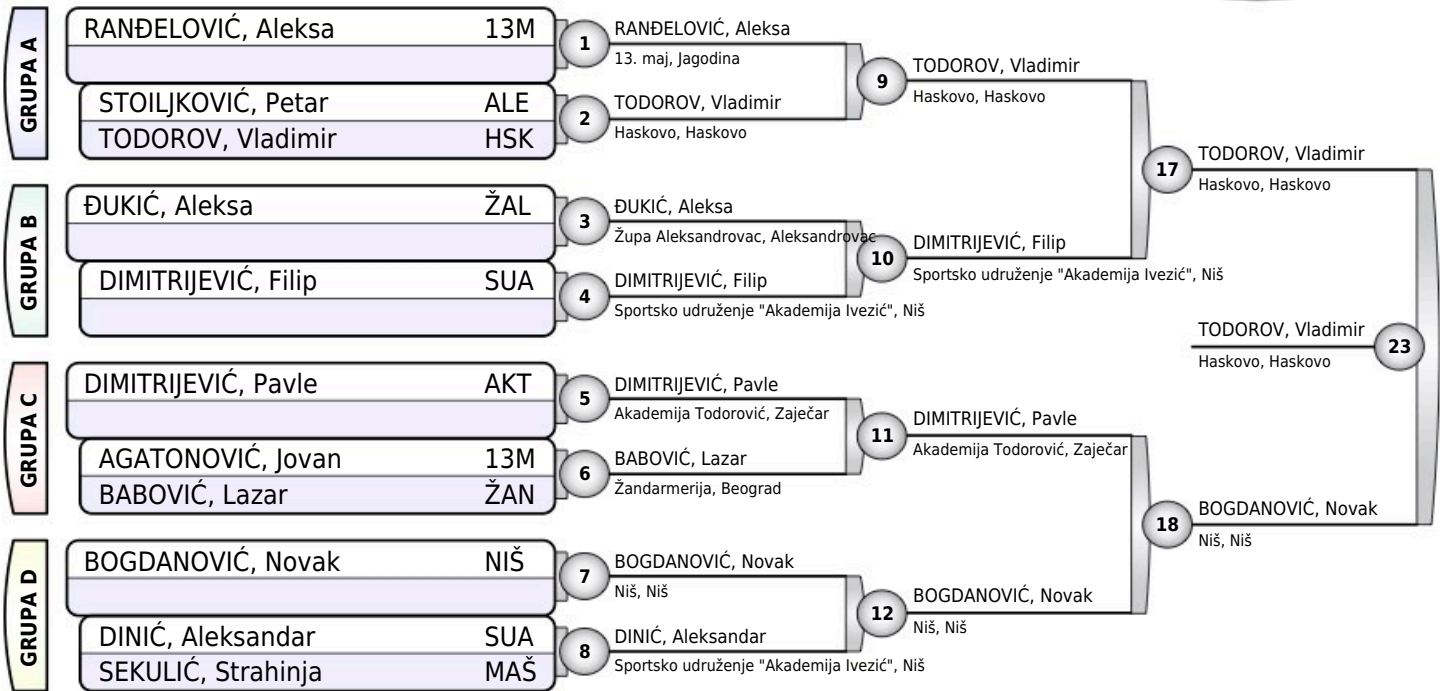 GRUPA A
RANĐELOVIĆ, Aleksa 13M
STOILJKOVIĆ, Petar ALE
TODOROV, Vladimir HSK
GRUPA B
ĐUKIĆ, Aleksa ŽAL
DIMITRIJEVIĆ, Filip SUA
GRUPA C
DIMITRIJEVIĆ, Pavle AKT
AGATONOVIĆ, Jovan 13M
BABOVIĆ, Lazar ŽAN
GRUPA D
BOGDANOVIĆ, Novak NIŠ
DINIĆ, Aleksandar SUA
SEKULIĆ, Strahinja MAŠ
1
RANĐELOVIĆ, Aleksa
13. maj, Jagodina
2
TODOROV, Vladimir
Haskovo, Haskovo
3
ĐUKIĆ, Aleksa
Župa Aleksandrovac, Aleksandrovac
4
DIMITRIJEVIĆ, Filip
Sportsko udruženje "Akademija Ivezić", Niš
5
DIMITRIJEVIĆ, Pavle
Akademija Todorović, Zaječar
6
BABOVIĆ, Lazar
Žandarmerija, Beograd
7
BOGDANOVIĆ, Novak
Niš, Niš
8
DINIĆ, Aleksandar
Sportsko udruženje "Akademija Ivezić", Niš
9
TODOROV, Vladimir
Haskovo, Haskovo
10
DIMITRIJEVIĆ, Filip
Sportsko udruženje "Akademija Ivezić", Niš
11
DIMITRIJEVIĆ, Pavle
Akademija Todorović, Zaječar
12
BOGDANOVIĆ, Novak
Niš, Niš
17
TODOROV, Vladimir
Haskovo, Haskovo
18
BOGDANOVIĆ, Novak
Niš, Niš
TODOROV, Vladimir
Haskovo, Haskovo
23